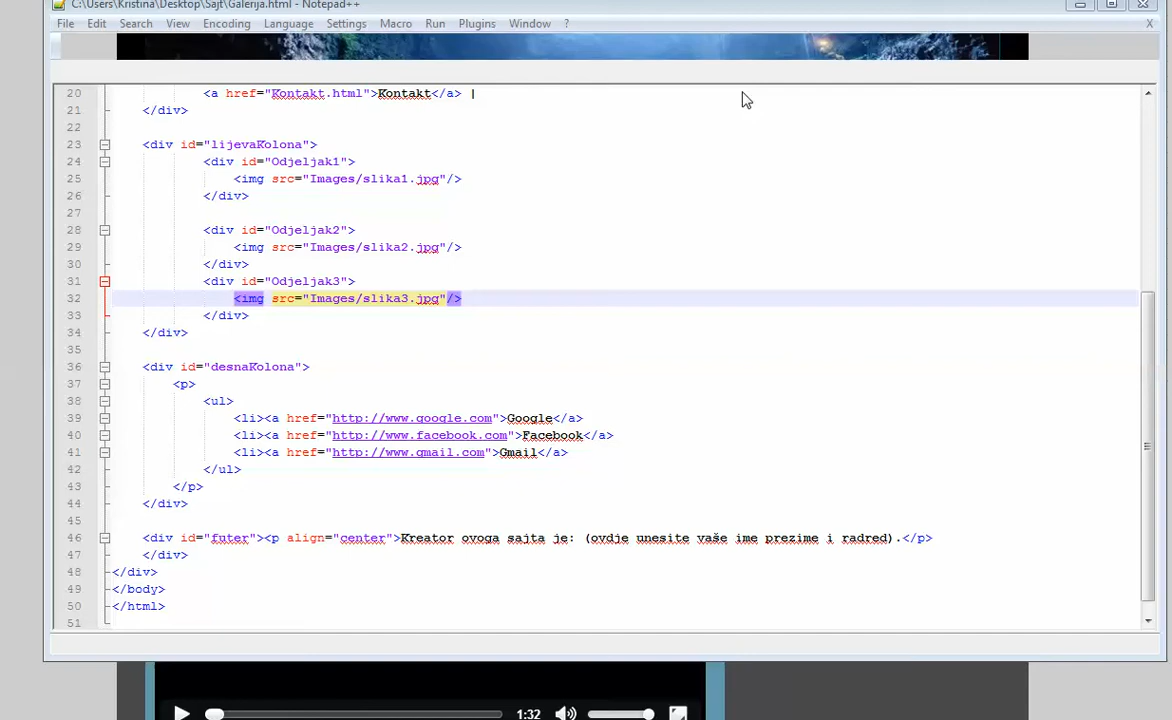 C:\Users\Kristina\Desktop\Sajt\Galerija.html - Notepad++
File Edit Search View Encoding Language Settings Macro Run Plugins Window ? X
20 <a href="Kontakt.html">Kontakt</a> |
21 </div>
22
23 <div id="lijevaKolona">
24 <div id="Odjeljak1">
25 <img src="Images/slika1.jpg"/>
26 </div>
27
28 <div id="Odjeljak2">
29 <img src="Images/slika2.jpg"/>
30 </div>
31 <div id="Odjeljak3">
32 <img src="Images/slika3.jpg"/>
33 </div>
34 </div>
35
36 <div id="desnaKolona">
37 <p>
38 <ul>
39 <li><a href="http://www.google.com">Google</a>
40 <li><a href="http://www.facebook.com">Facebook</a>
41 <li><a href="http://www.gmail.com">Gmail</a>
42 </ul>
43 </p>
44 </div>
45
46 <div id="futer"><p align="center">Kreator ovoga sajta je: (ovdje unesite vaše ime prezime i radred).</p>
47 </div>
48 </div>
49 </body>
50 </html>
51
1:32